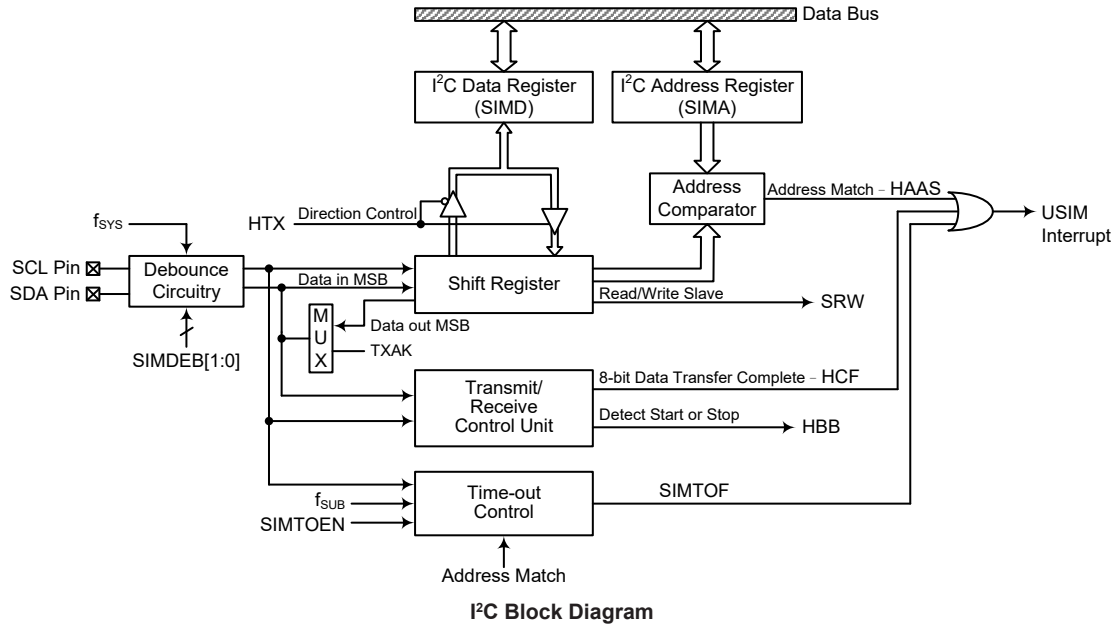 Data Bus
I²C Data Register
(SIMD)
I²C Address Register
(SIMA)
Address
Comparator
Address Match - HAAS
HTX
Direction Control
USIM
Interrupt
fSYS
SCL Pin
SDA Pin
Debounce
Circuitry
Data in MSB
Shift Register
Read/Write Slave
SRW
M
U
X
Data out MSB
TXAK
SIMDEB[1:0]
Transmit/
Receive
Control Unit
8-bit Data Transfer Complete - HCF
Detect Start or Stop
HBB
fSUB
SIMTOEN
Time-out
Control
SIMTOF
Address Match
I²C Block Diagram